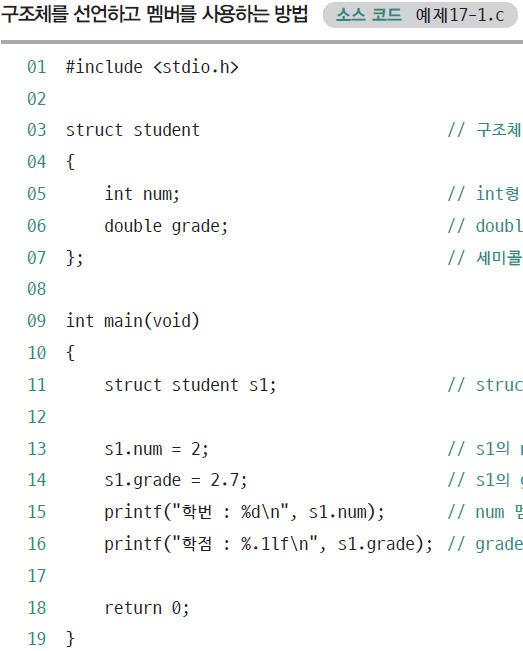 구조체를 선언하고 멤버를 사용하는 방법 소스 코드 예제17-1.c
01 #include <stdio.h>
02
03 struct student // 구조체
04 {
05 int num; // int형
06 double grade; // doubl
07 }; // 세미콜
08
09 int main(void)
10 {
11 struct student s1; // struc
12
13 s1.num = 2; // s1의
14 s1.grade = 2.7; // s1의
15 printf("학번 : %d\n", s1.num); // num 멤
16 printf("학점 : %.1lf\n", s1.grade); // grade
17
18 return 0;
19 }